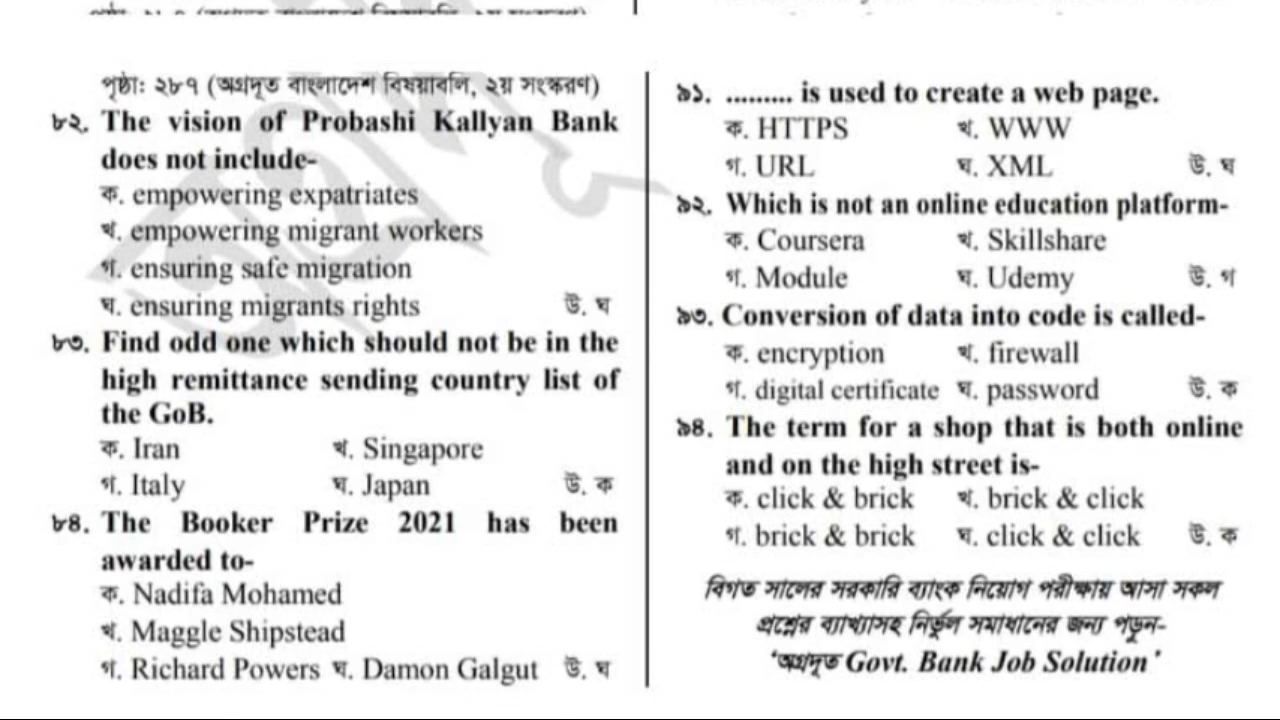 পৃষ্ঠা: ২৮৭ (অগ্রদূত বাংলাদেশ বিষয়াবলি, ২য় সংস্করণ)
৮২. The vision of Probashi Kallyan Bank
does not include-
ক. empowering expatriates
খ. empowering migrant workers
গ. ensuring safe migration
ঘ. ensuring migrants rights উ. ঘ
৮৩. Find odd one which should not be in the
high remittance sending country list of
the GoB.
ক. Iran খ. Singapore
গ. Italy ঘ. Japan উ. ক
৮৪. The Booker Prize 2021 has been
awarded to-
ক. Nadifa Mohamed
খ. Maggle Shipstead
গ. Richard Powers ঘ. Damon Galgut উ. ঘ
৯১. ......... is used to create a web page.
ক. HTTPS খ. WWW
গ. URL ঘ. XML উ. ঘ
৯২. Which is not an online education platform-
ক. Coursera খ. Skillshare
গ. Module ঘ. Udemy উ. গ
৯৩. Conversion of data into code is called-
ক. encryption খ. firewall
গ. digital certificate ঘ. password উ. ক
৯৪. The term for a shop that is both online
and on the high street is-
ক. click & brick খ. brick & click
গ. brick & brick ঘ. click & click উ. ক
বিগত সালের সরকারি ব্যাংক নিয়োগ পরীক্ষায় আসা সকল
প্রশ্নের ব্যাখ্যাসহ নির্ভুল সমাধানের জন্য পড়ুন-
‘অগ্রদূত Govt. Bank Job Solution’